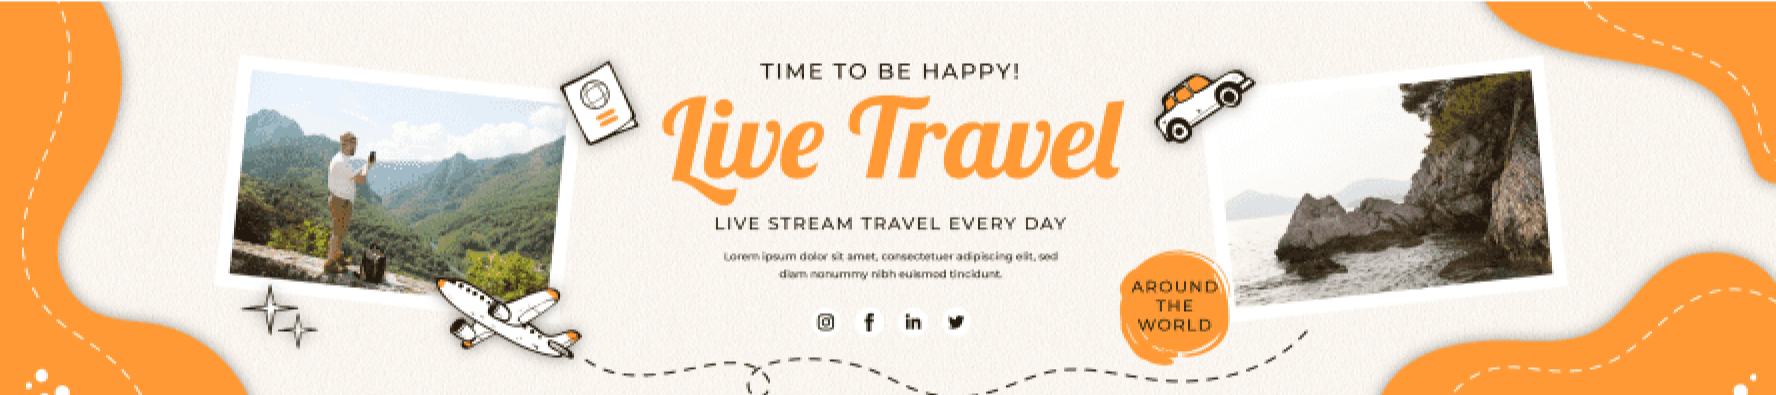 TIME TO BE HAPPY!
Live Travel
LIVE STREAM TRAVEL EVERY DAY
Lorem ipsum dolor sit amet, consectetuer adipiscing elit, sed
diam nonummy nibh euismod tincidunt.
AROUND
THE
WORLD